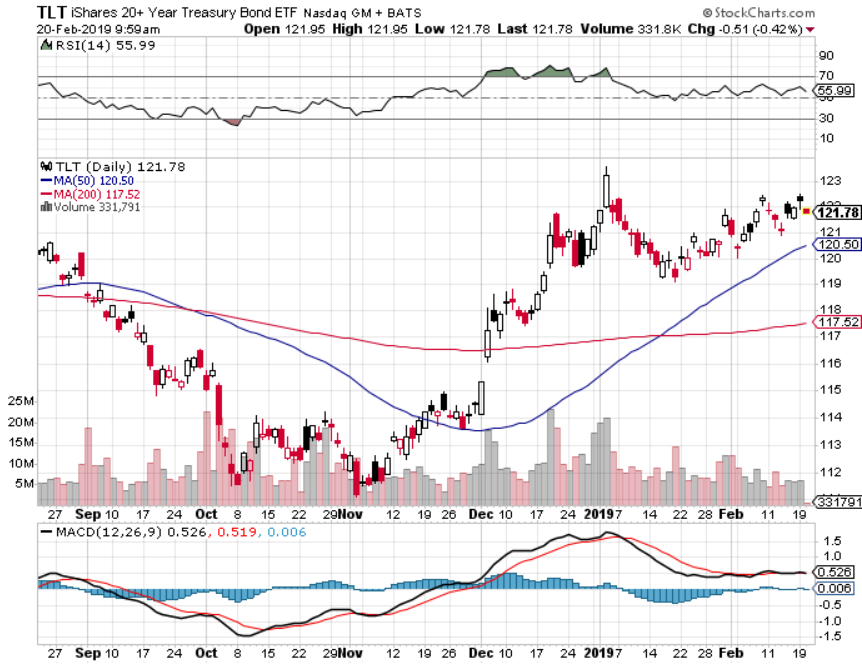 TLT iShares 20+ Year Treasury Bond ETF Nasdaq GM + BATS © StockCharts.com
20-Feb-2019 9:59am Open 121.95 High 121.95 Low 121.78 Last 121.78 Volume 331.8K Chg -0.51 (-0.42%)
RSI(14) 55.99
90
70
55.99
50
30
10
TLT (Daily) 121.78
MA(50) 120.50
MA(200) 117.52
Volume 331,791
123
122
121.78
121
120.50
120
119
118
117.52
117
116
115
114
113
112
25M
20M
15M
10M
5M
331791
27 Sep 10 17 24 Oct 8 15 22 29 Nov 12 19 26 Dec 10 17 24 2019 7 14 22 28 Feb 11 19
MACD(12,26,9) 0.526, 0.519, 0.006
1.5
1.0
0.526
0.006
-0.5
-1.0
-1.5
27 Sep 10 17 24 Oct 8 15 22 29 Nov 12 19 26 Dec 10 17 24 2019 7 14 22 28 Feb 11 19